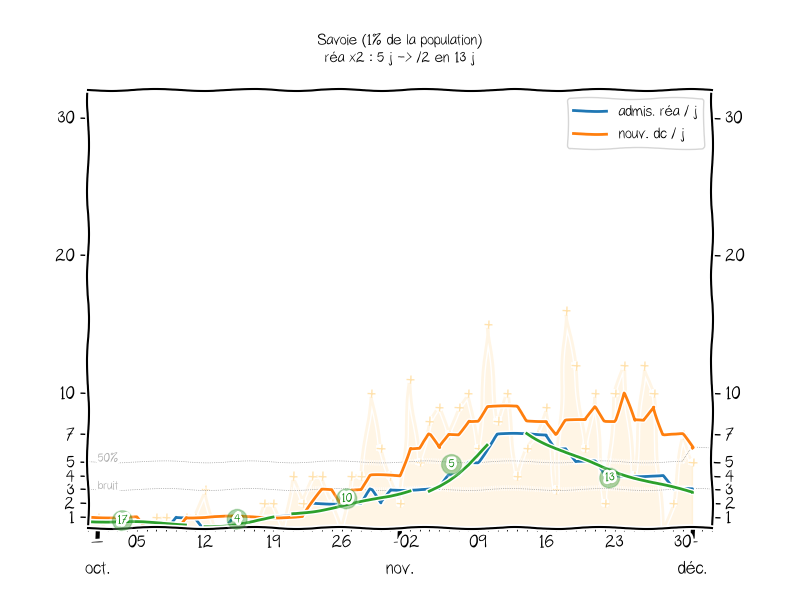 Savoie (1% de la population)
réa x2 : 5 j -> /2 en 13 j
admis. réa / j
nouv. dc / j
30 30
20 20
10 10
7 7
5 5
4 4
3 3
2 2
1 1
50%
bruit
17 4 10 5 13
05 12 19 26 02 09 16 23 30
oct. nov. déc.